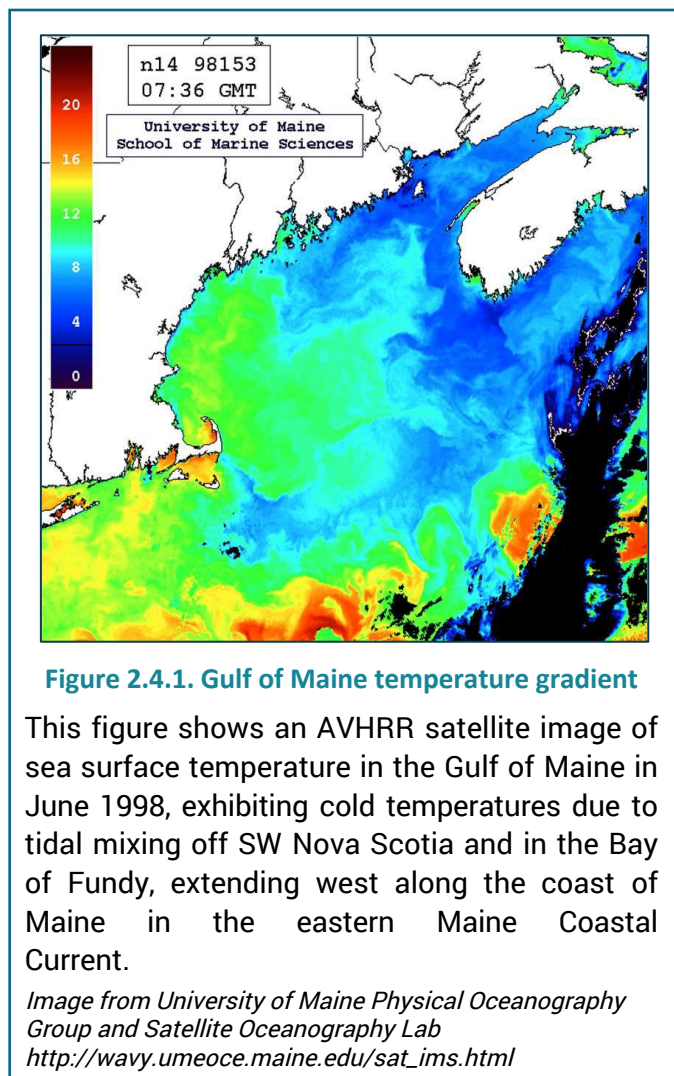 n14 98153
07:36 GMT
University of Maine
School of Marine Sciences
20
16
12
8
4
0
Figure 2.4.1. Gulf of Maine temperature gradient
This figure shows an AVHRR satellite image of
sea surface temperature in the Gulf of Maine in
June 1998, exhibiting cold temperatures due to
tidal mixing off SW Nova Scotia and in the Bay
of Fundy, extending west along the coast of
Maine in the eastern Maine Coastal
Current.
Image from University of Maine Physical Oceanography
Group and Satellite Oceanography Lab
http://wavy.umeoce.maine.edu/sat_ims.html